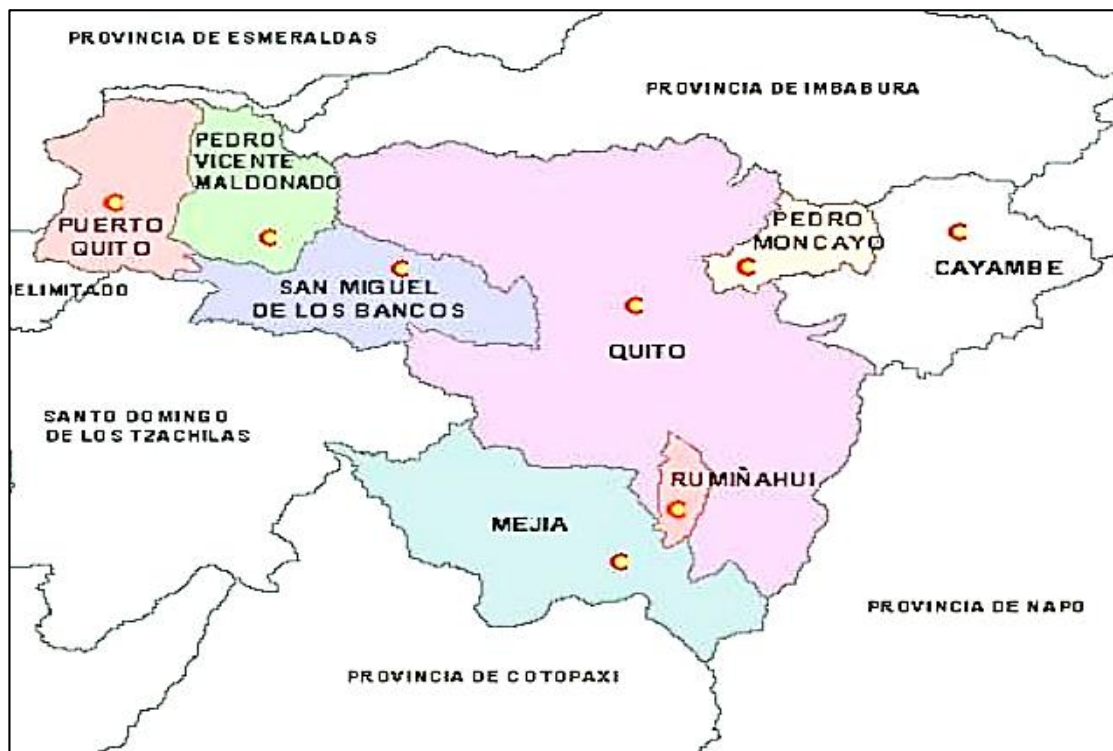 PROVINCIA DE ESMERALDAS
PROVINCIA DE IMBABURA
PEDRO
VICENTE
MALDONADO
C
PUERTO
QUITO
C
PEDRO
MONCAYO
C
C
CAYAMBE
DELIMITADO
C
SAN MIGUEL
DE LOS BANCOS
C
QUITO
SANTO DOMINGO
DE LOS TZACHILAS
RUMIÑAHUI
C
MEJIA
C
PROVINCIA DE NAPO
PROVINCIA DE COTOPAXI